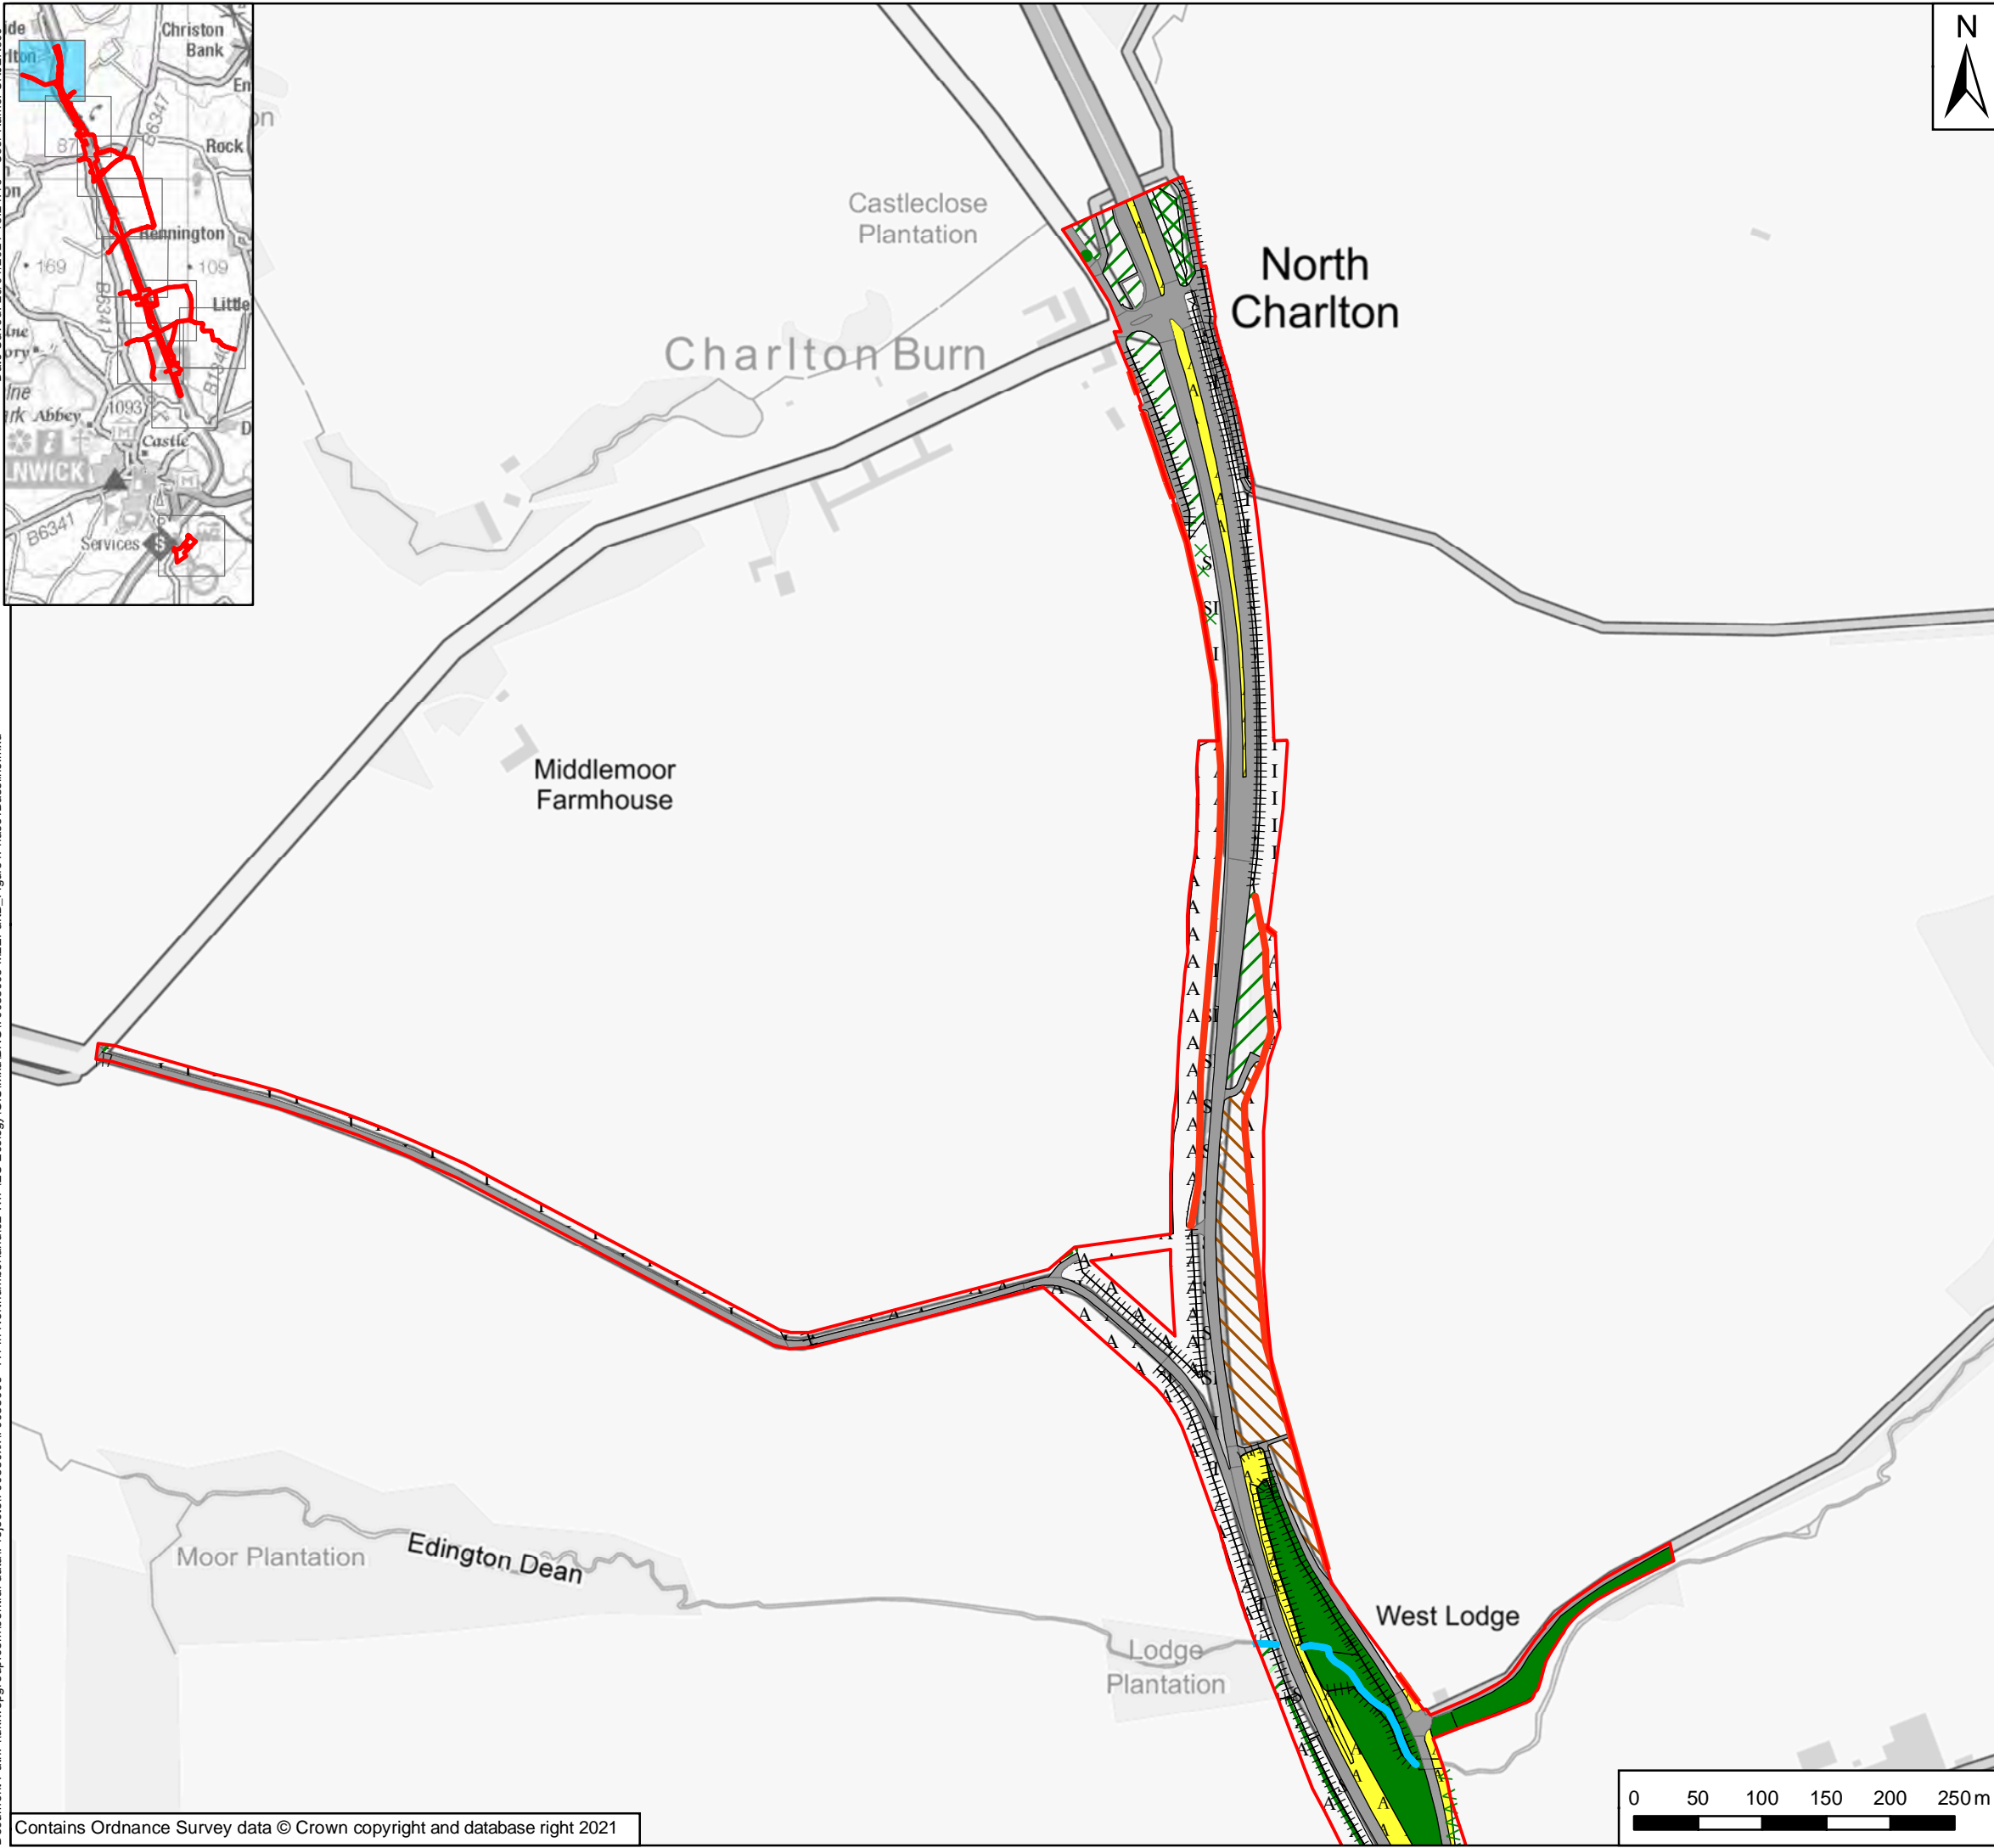 Christon
Bank
B6347
Rock
Rennington
169
109
B6341
Little
Abbey
1093
Castle
LNWICK
B6341
Services
N
Castleclose
Plantation
North
Charlton
Charlton Burn
Middlemoor
Farmhouse
Moor Plantation
Edington Dean
Lodge
Plantation
West Lodge
0 50 100 150 200 250 m
Contains Ordnance Survey data © Crown copyright and database right 2021